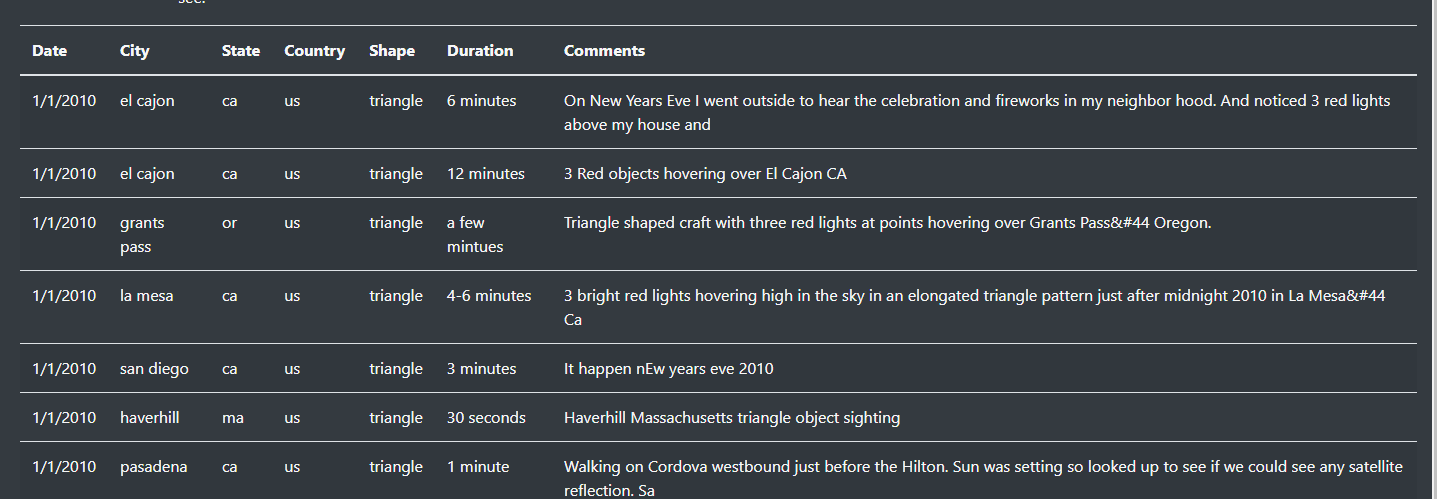 see.
Date City State Country Shape Duration Comments
1/1/2010 el cajon ca us triangle 6 minutes On New Years Eve I went outside to hear the celebration and fireworks in my neighbor hood. And noticed 3 red lights
above my house and
1/1/2010 el cajon ca us triangle 12 minutes 3 Red objects hovering over El Cajon CA
1/1/2010 grants or us triangle a few Triangle shaped craft with three red lights at points hovering over Grants Pass&#44 Oregon.
pass mintues
1/1/2010 la mesa ca us triangle 4-6 minutes 3 bright red lights hovering high in the sky in an elongated triangle pattern just after midnight 2010 in La Mesa&#44
Ca
1/1/2010 san diego ca us triangle 3 minutes It happen nEw years eve 2010
1/1/2010 haverhill ma us triangle 30 seconds Haverhill Massachusetts triangle object sighting
1/1/2010 pasadena ca us triangle 1 minute Walking on Cordova westbound just before the Hilton. Sun was setting so looked up to see if we could see any satellite
reflection. Sa